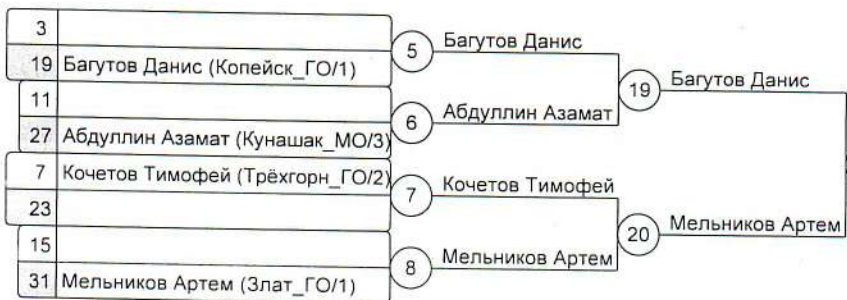 3
19 Багутов Данис (Копейск_ГО/1)
5
Багутов Данис
11
27 Абдуллин Азамат (Кунашак_МО/3)
6
Абдуллин Азамат
19
Багутов Данис
7 Кочетов Тимофей (Трёхгорн_ГО/2)
23
7
Кочетов Тимофей
15
31 Мельников Артем (Злат_ГО/1)
8
Мельников Артем
20
Мельников Артем